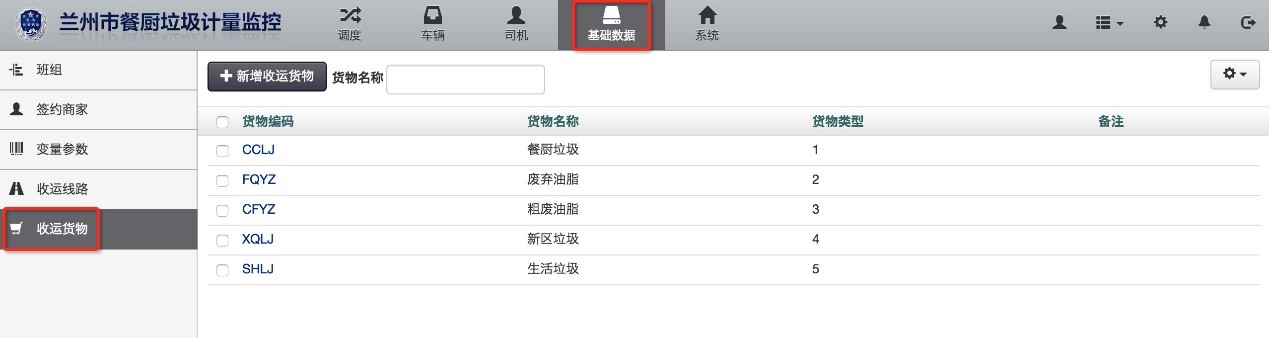 兰州市餐厨垃圾计量监控
调度 车辆 司机 基础数据 系统
班组
签约商家
变量参数
收运线路
收运货物
新增收运货物 货物名称
货物编码 货物名称 货物类型 备注
CCLJ 餐厨垃圾 1
FQYZ 废弃油脂 2
CFYZ 粗废油脂 3
XQLJ 新区垃圾 4
SHLJ 生活垃圾 5